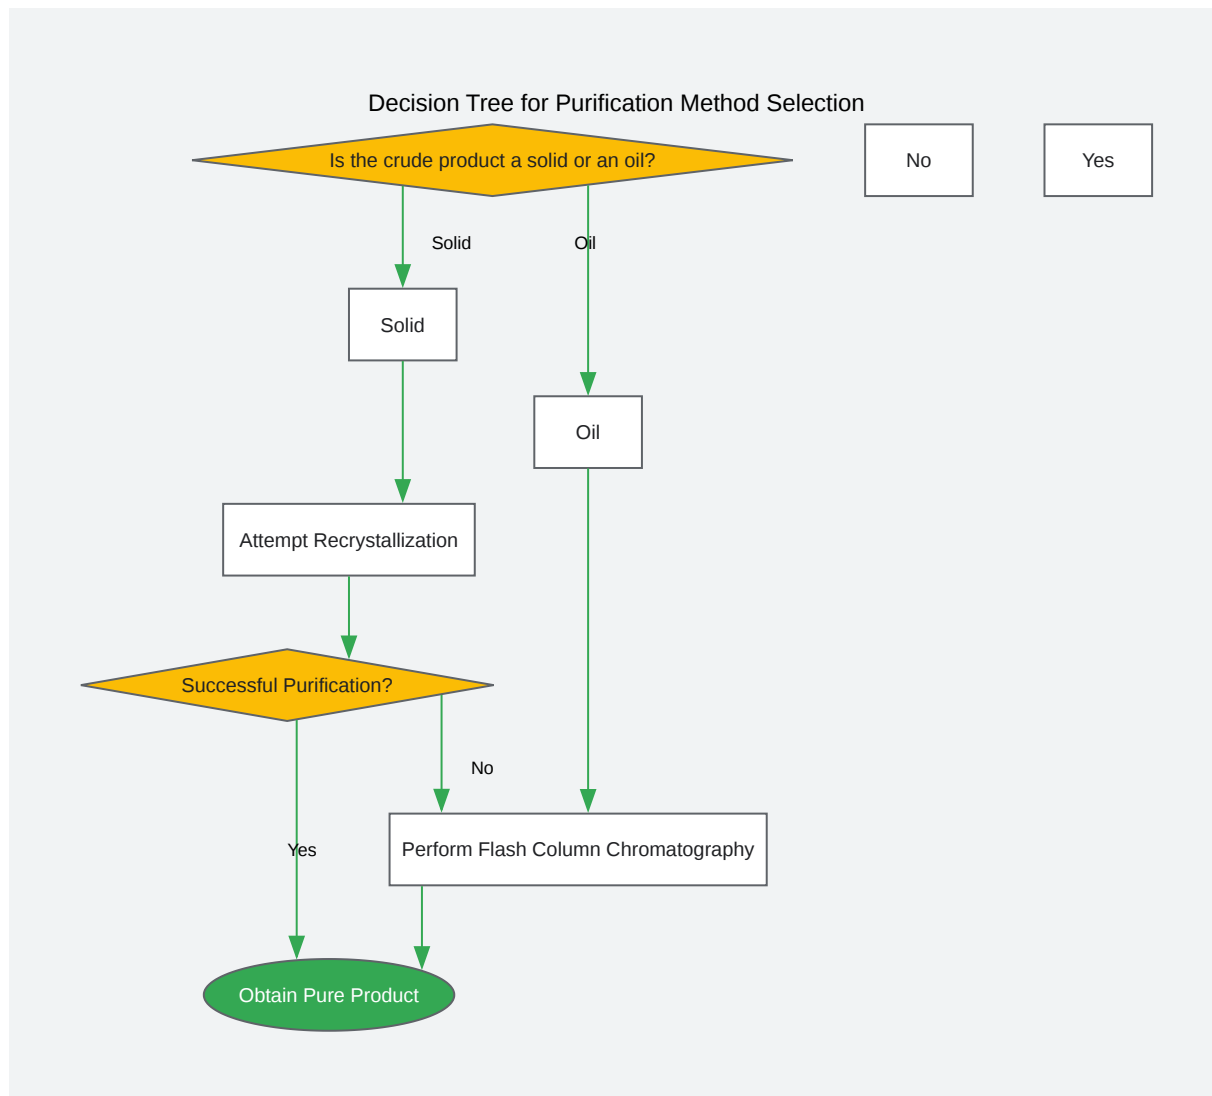 Decision Tree for Purification Method Selection
Is the crude product a solid or an oil?
No
Yes
Solid
Oil
Solid
Oil
Attempt Recrystallization
Successful Purification?
No
Yes
Perform Flash Column Chromatography
Obtain Pure Product